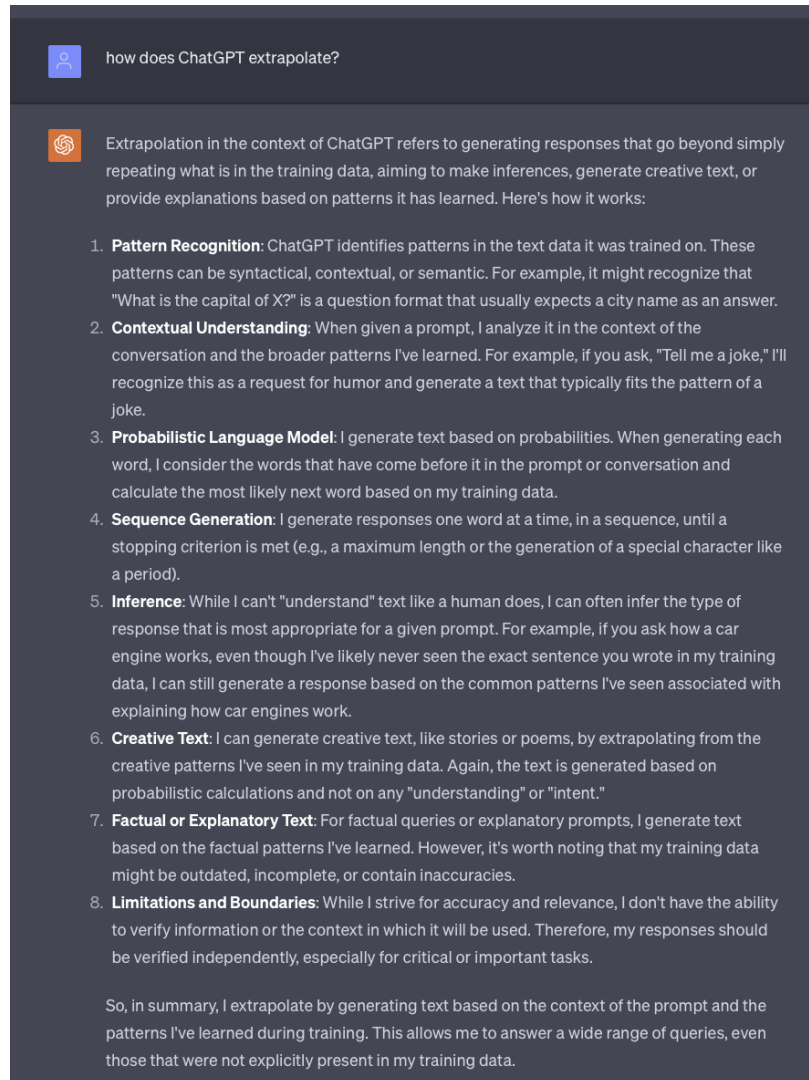 how does ChatGPT extrapolate?
Extrapolation in the context of ChatGPT refers to generating responses that go beyond simply
repeating what is in the training data, aiming to make inferences, generate creative text, or
provide explanations based on patterns it has learned. Here's how it works:
1. Pattern Recognition: ChatGPT identifies patterns in the text data it was trained on. These
patterns can be syntactical, contextual, or semantic. For example, it might recognize that
"What is the capital of X?" is a question format that usually expects a city name as an answer.
2. Contextual Understanding: When given a prompt, I analyze it in the context of the
conversation and the broader patterns I've learned. For example, if you ask, "Tell me a joke," I'll
recognize this as a request for humor and generate a text that typically fits the pattern of a
joke.
3. Probabilistic Language Model: I generate text based on probabilities. When generating each
word, I consider the words that have come before it in the prompt or conversation and
calculate the most likely next word based on my training data.
4. Sequence Generation: I generate responses one word at a time, in a sequence, until a
stopping criterion is met (e.g., a maximum length or the generation of a special character like
a period).
5. Inference: While I can't "understand" text like a human does, I can often infer the type of
response that is most appropriate for a given prompt. For example, if you ask how a car
engine works, even though I've likely never seen the exact sentence you wrote in my training
data, I can still generate a response based on the common patterns I've seen associated with
explaining how car engines work.
6. Creative Text: I can generate creative text, like stories or poems, by extrapolating from the
creative patterns I've seen in my training data. Again, the text is generated based on
probabilistic calculations and not on any "understanding" or "intent."
7. Factual or Explanatory Text: For factual queries or explanatory prompts, I generate text
based on the factual patterns I've learned. However, it's worth noting that my training data
might be outdated, incomplete, or contain inaccuracies.
8. Limitations and Boundaries: While I strive for accuracy and relevance, I don't have the ability
to verify information or the context in which it will be used. Therefore, my responses should
be verified independently, especially for critical or important tasks.
So, in summary, I extrapolate by generating text based on the context of the prompt and the
patterns I've learned during training. This allows me to answer a wide range of queries, even
those that were not explicitly present in my training data.